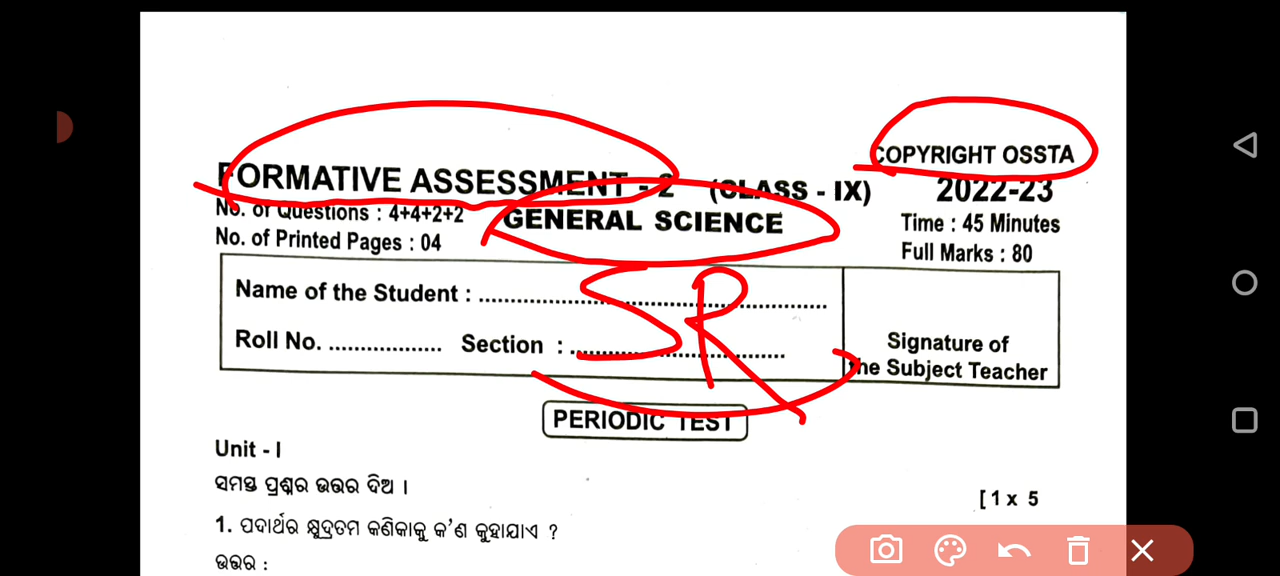 COPYRIGHT OSSTA
FORMATIVE ASSESSMENT - 2 (CLASS - IX) 2022-23
No. of Questions : 4+4+2+2 GENERAL SCIENCE Time : 45 Minutes
No. of Printed Pages : 04 Full Marks : 80
Name of the Student : ..........................................................
Roll No. .................. Section : ...................................
SR
Signature of
the Subject Teacher
PERIODIC TEST
Unit - I
ସମସ୍ତ ପ୍ରଶ୍ନର ଉତ୍ତର ଦିଅ ।
[ 1 x 5
1. ପଦାର୍ଥର କ୍ଷୁଦ୍ରତମ କଣିକାକୁ କ'ଣ କୁହାଯାଏ ?
ଉତ୍ତର :